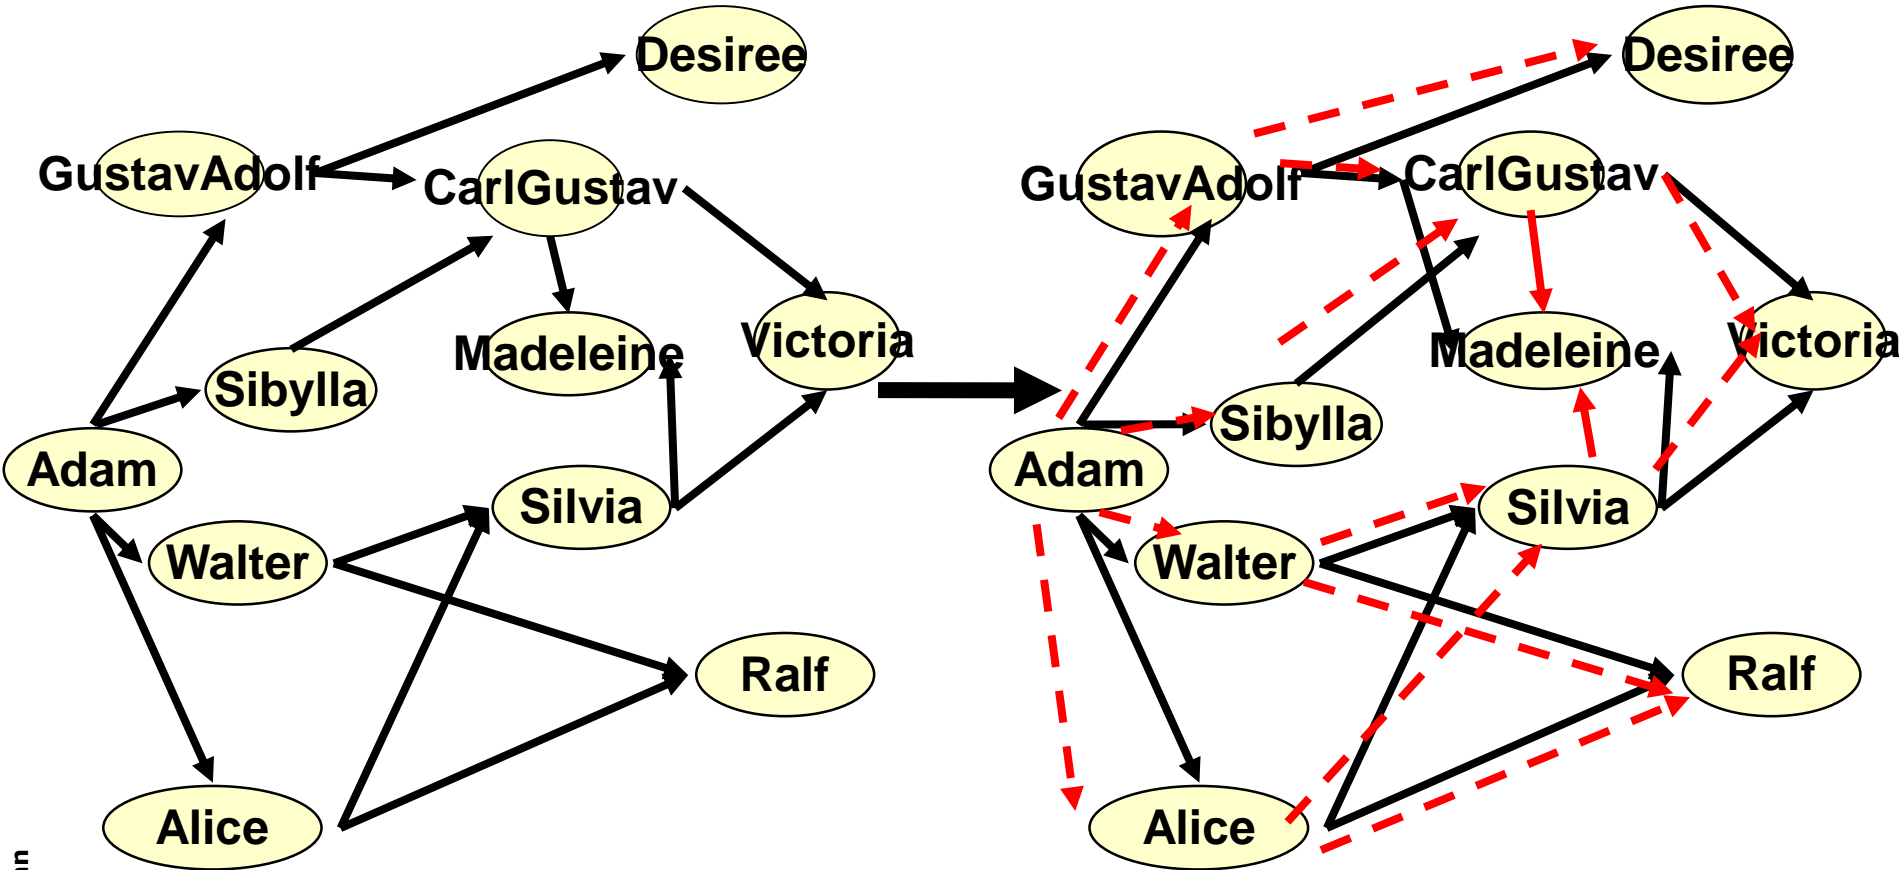 Desiree
GustavAdolf
CarlGustav
Victoria
Madeleine
Sibylla
Adam
Silvia
Walter
Ralf
Alice
Desiree
GustavAdolf
CarlGustav
Victoria
Madeleine
Sibylla
Adam
Silvia
Walter
Ralf
Alice